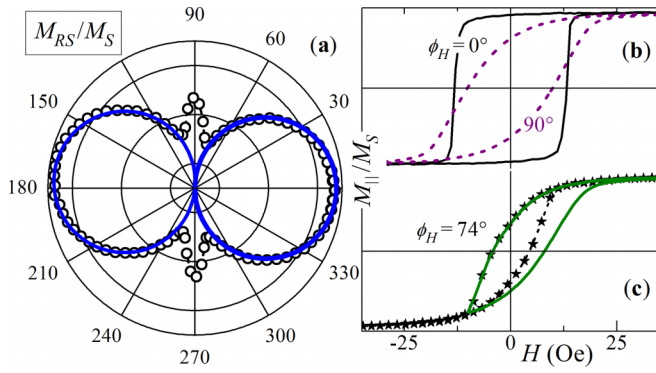 M_RS/M_S
(a)
90
60
30
330
300
270
240
210
180
150
ϕ_H = 0°
(b)
90°
M_||/M_S
ϕ_H = 74°
(c)
-25
0
25
H (Oe)